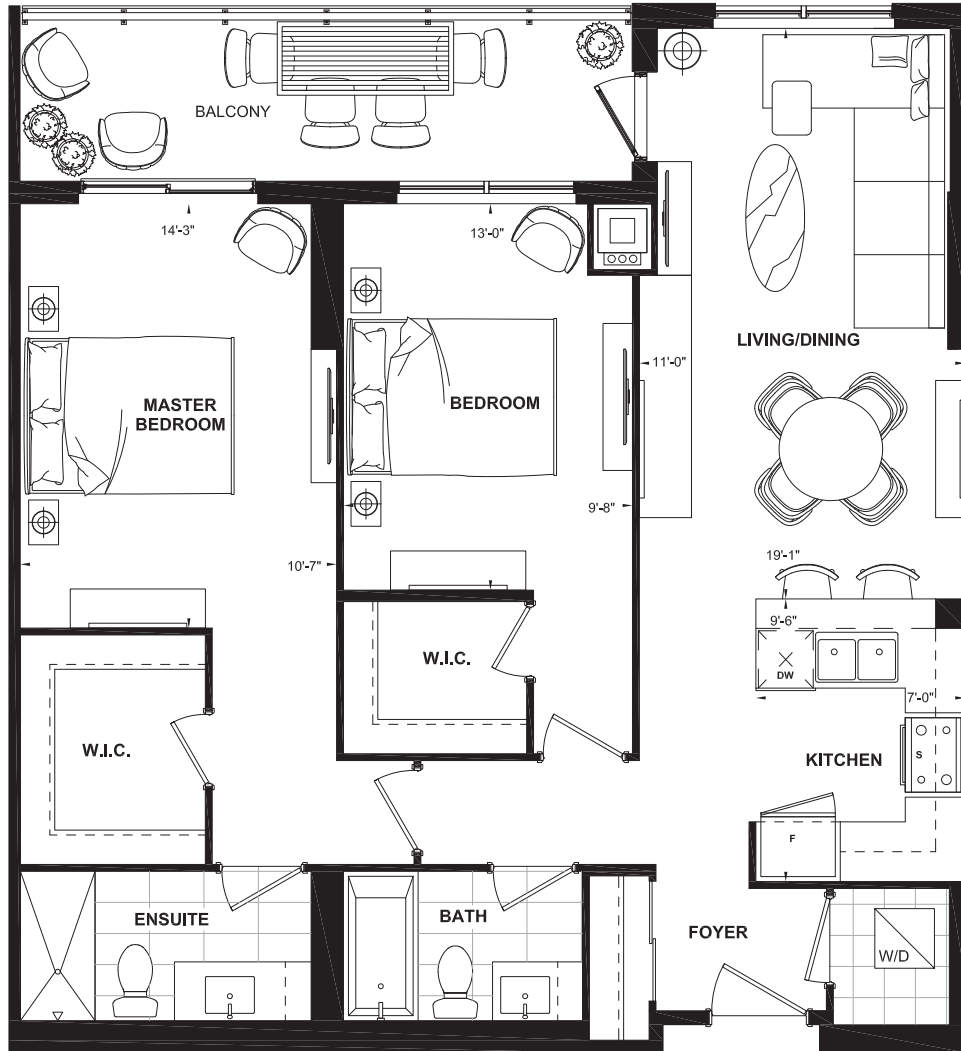 BALCONY
14'-3"
13'-0"
LIVING/DINING
11'-0"
MASTER
BEDROOM
BEDROOM
9'-8"
10'-7"
19'-1"
9'-6"
W.I.C.
DW
7'-0"
W.I.C.
KITCHEN
S
F
ENSUITE
BATH
FOYER
W/D